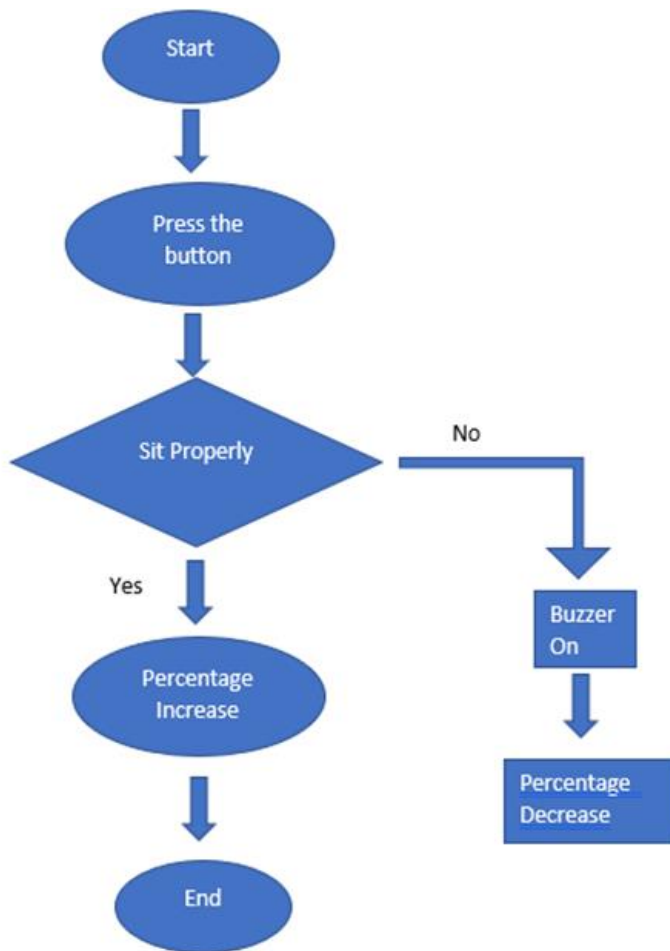 Start
Press the
button
Sit Properly
No
Yes
Buzzer
On
Percentage
Increase
Percentage
Decrease
End